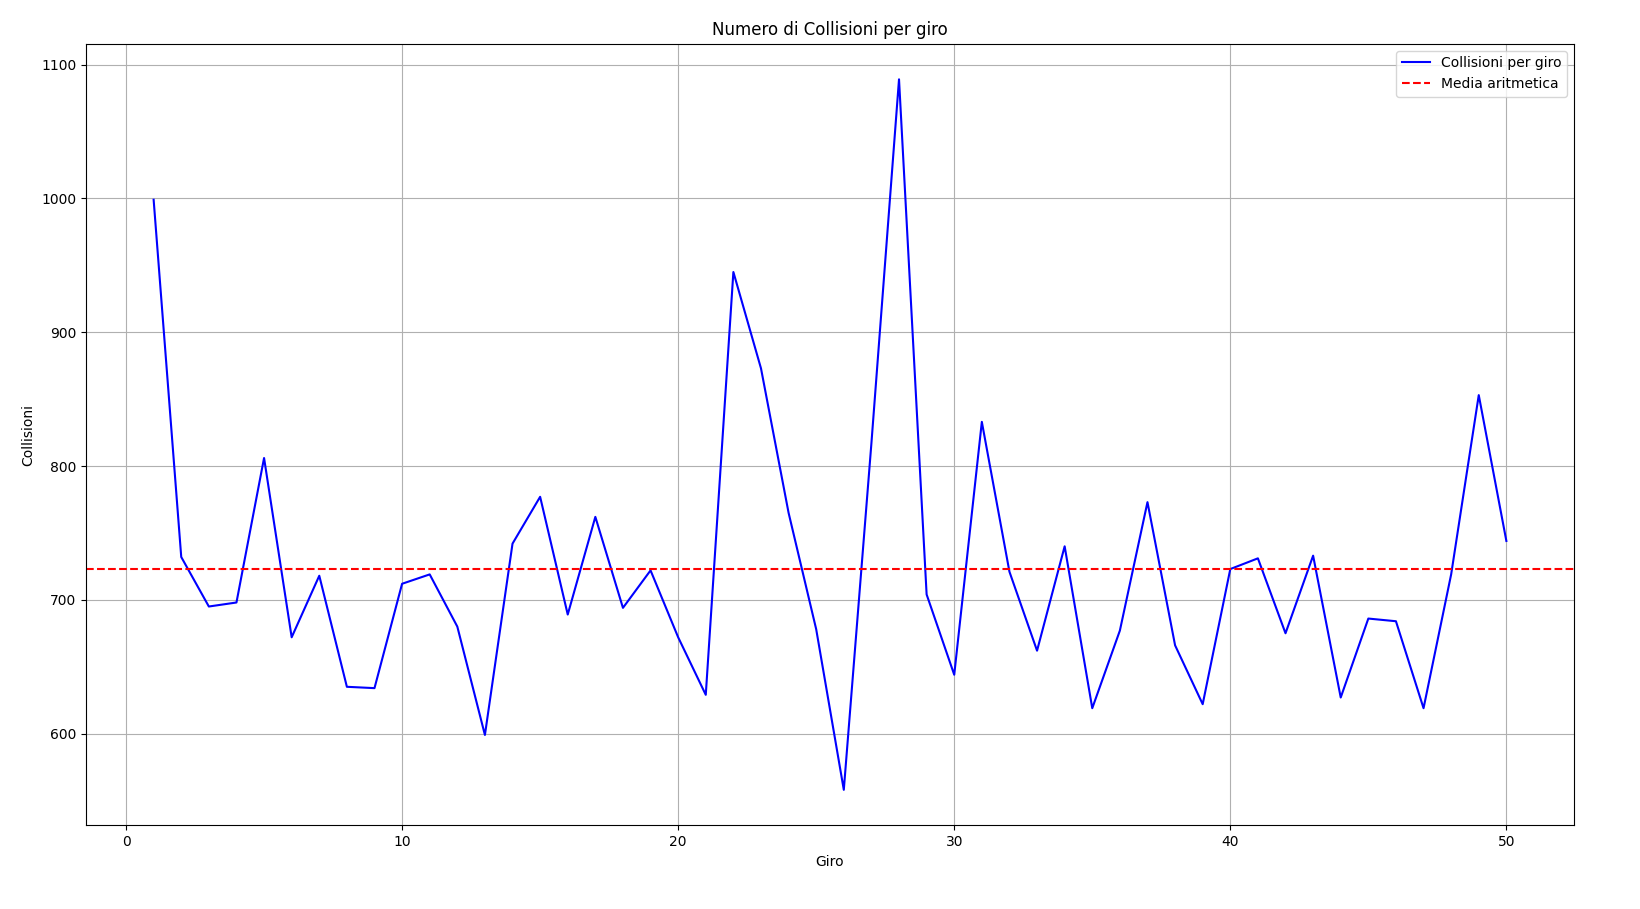 Numero di Collisioni per giro
Collisioni per giro
Media aritmetica
1100
1000
900
800
700
600
Collisioni
0 10 20 30 40 50
Giro